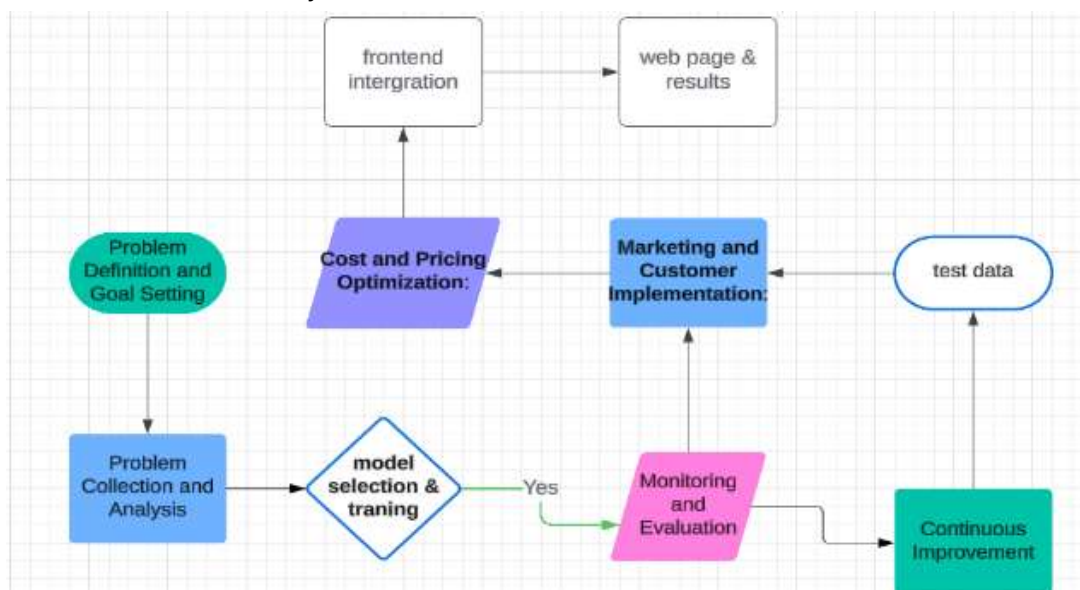 frontend
intergration
web page &
results
Problem
Definition and
Goal Setting
Cost and Pricing
Optimization:
Marketing and
Customer
Implementation:
test data
Problem
Collection and
Analysis
model
selection &
traning
Yes
Monitoring
and
Evaluation
Continuous
Improvement